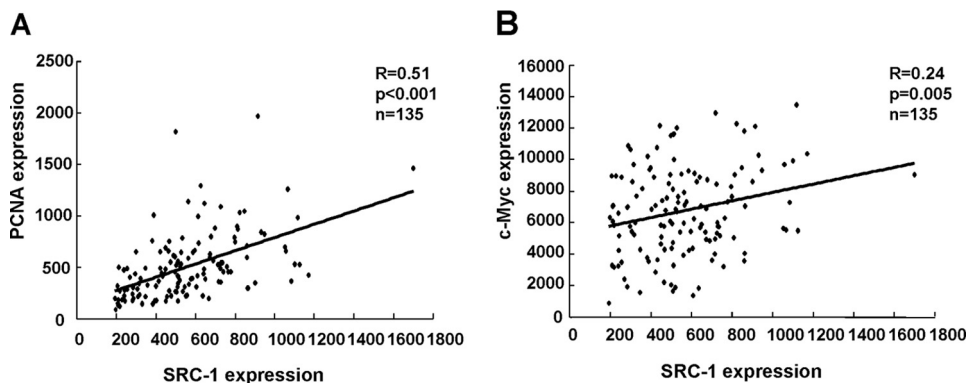 A
PCNA expression
2500
2000
1500
1000
500
0
200 400 600 800 1000 1200 1400 1600 1800
SRC-1 expression
R=0.51
p<0.001
n=135
B
c-Myc expression
16000
14000
12000
10000
8000
6000
4000
2000
0
0 200 400 600 800 1000 1200 1400 1600 1800
SRC-1 expression
R=0.24
p=0.005
n=135